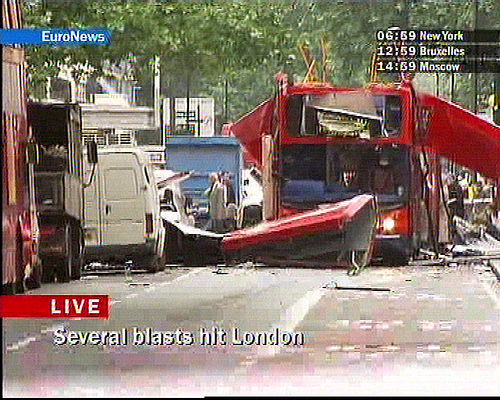 EuroNews
06:59 New York
12:59 Bruxelles
14:59 Moscow
LIVE
Several blasts hit London